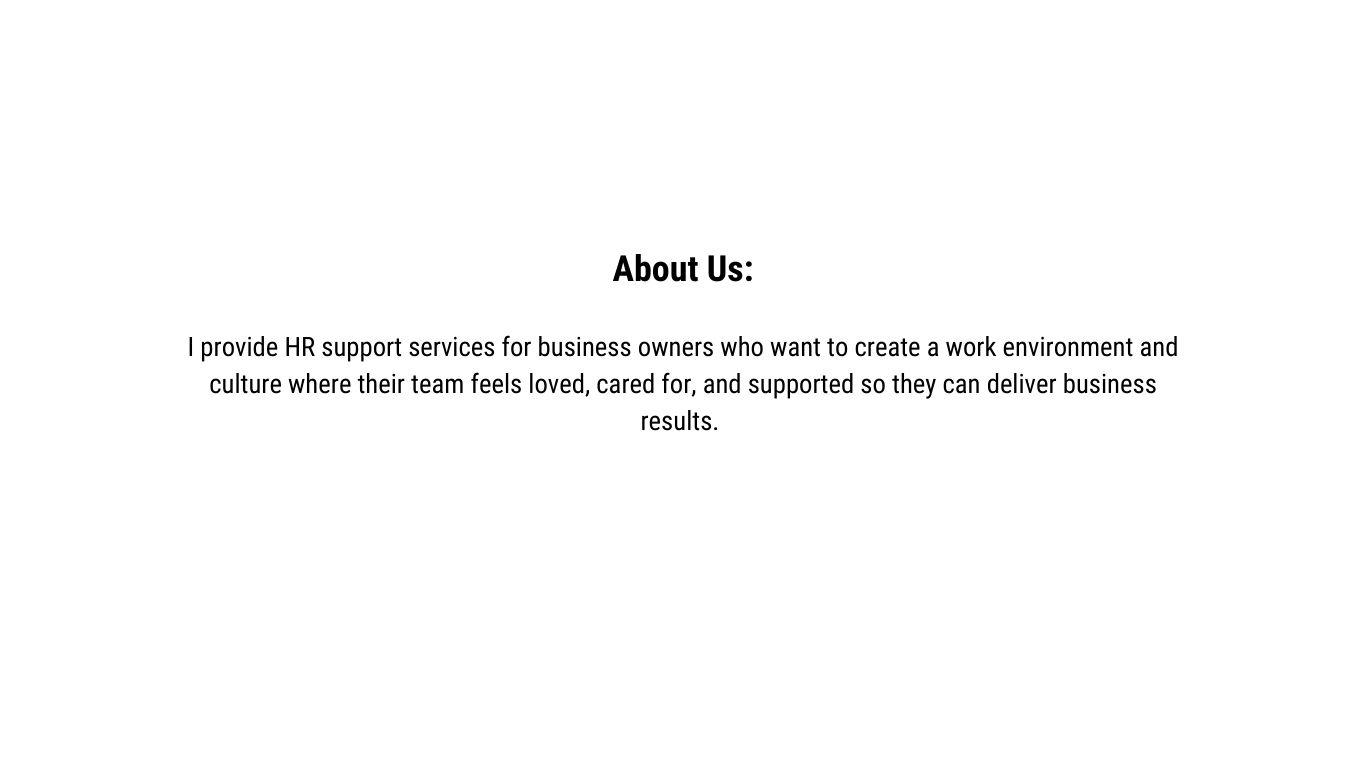 About Us:
I provide HR support services for business owners who want to create a work environment and
culture where their team feels loved, cared for, and supported so they can deliver business
results.